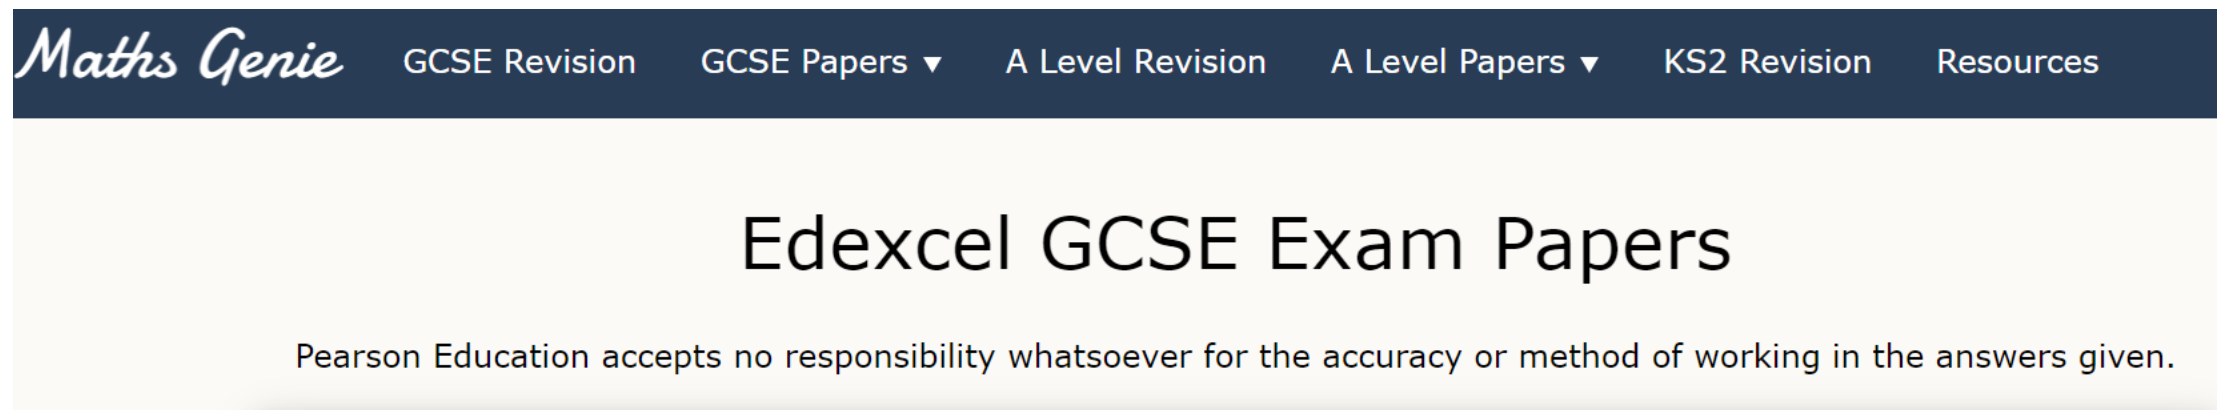 Maths Genie GCSE Revision GCSE Papers ▼ A Level Revision A Level Papers ▼ KS2 Revision Resources
Edexcel GCSE Exam Papers
Pearson Education accepts no responsibility whatsoever for the accuracy or method of working in the answers given.